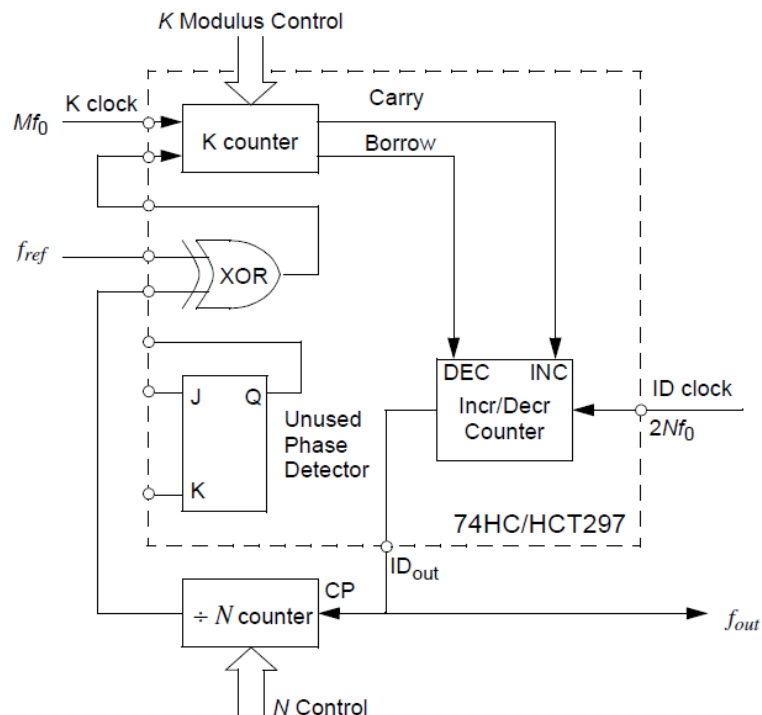 K Modulus Control
K clock
Mf0
Carry
K counter
Borrow
fref
XOR
DEC INC
ID clock
J Q
Incr/Decr
Counter
2Nf0
Unused
Phase
Detector
K
74HC/HCT297
IDout
CP
÷ N counter
fout
N Control